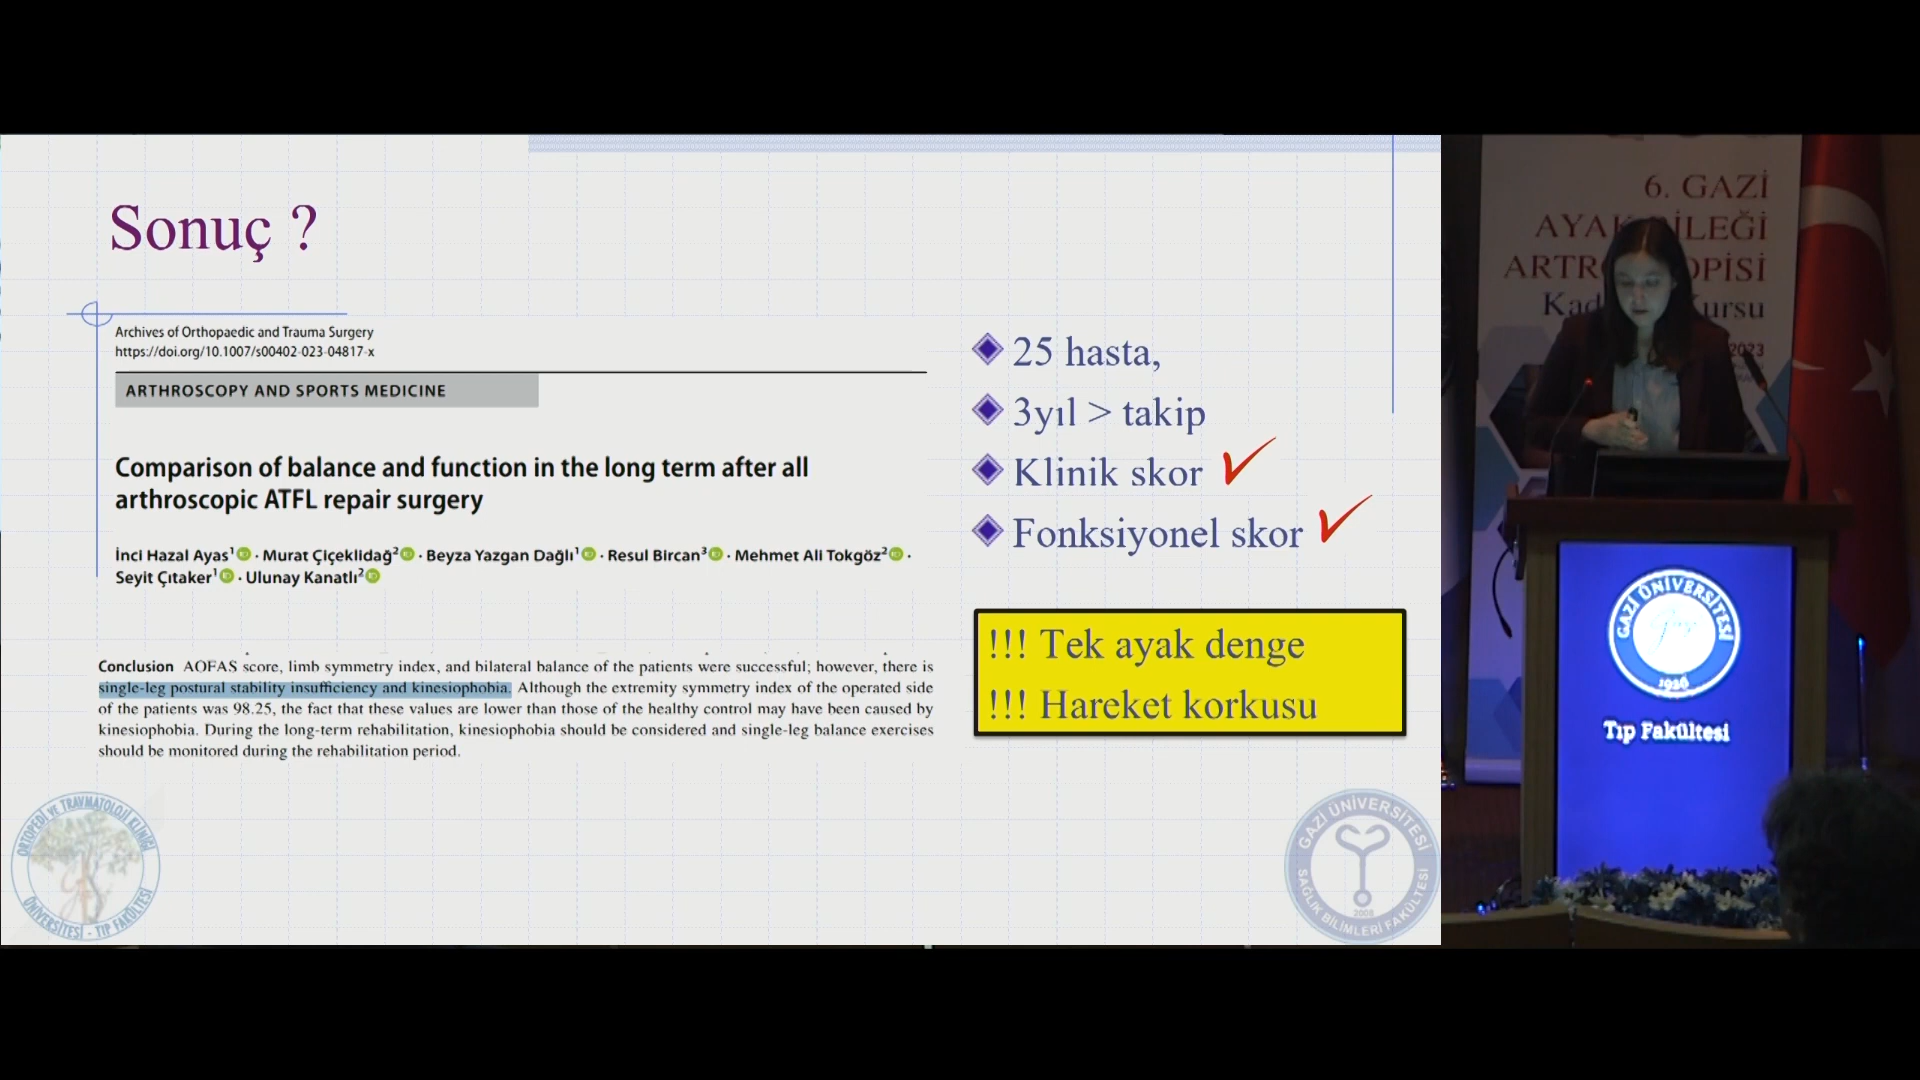 Sonuç ?
Archives of Orthopaedic and Trauma Surgery
https://doi.org/10.1007/s00402-023-04817-x
ARTHROSCOPY AND SPORTS MEDICINE
Comparison of balance and function in the long term after all
arthroscopic ATFL repair surgery
İnci Hazal Ayas¹ · Murat Çiçeklidağ² · Beyza Yazgan Dağlı¹ · Resul Bircan³ · Mehmet Ali Tokgöz² ·
Seyit Çıtaker¹ · Ulunay Kanatlı²
Conclusion AOFAS score, limb symmetry index, and bilateral balance of the patients were successful; however, there is
single-leg postural stability insufficiency and kinesiophobia. Although the extremity symmetry index of the operated side
of the patients was 98.25, the fact that these values are lower than those of the healthy control may have been caused by
kinesiophobia. During the long-term rehabilitation, kinesiophobia should be considered and single-leg balance exercises
should be monitored during the rehabilitation period.
25 hasta,
3yıl > takip
Klinik skor
Fonksiyonel skor
!!! Tek ayak denge
!!! Hareket korkusu
ORTOPEDİ VE TRAVMATOLOJİ KLİNİĞİ
ÜNİVERSİTESİ - TIP FAKÜLTESİ
GAZİ ÜNİVERSİTESİ
SAĞLIK BİLİMLERİ FAKÜLTESİ
2008
6. GAZİ
AYAK BİLEĞİ
2023
GAZİ ÜNİVERSİTESİ
1926
Tıp Fakültesi